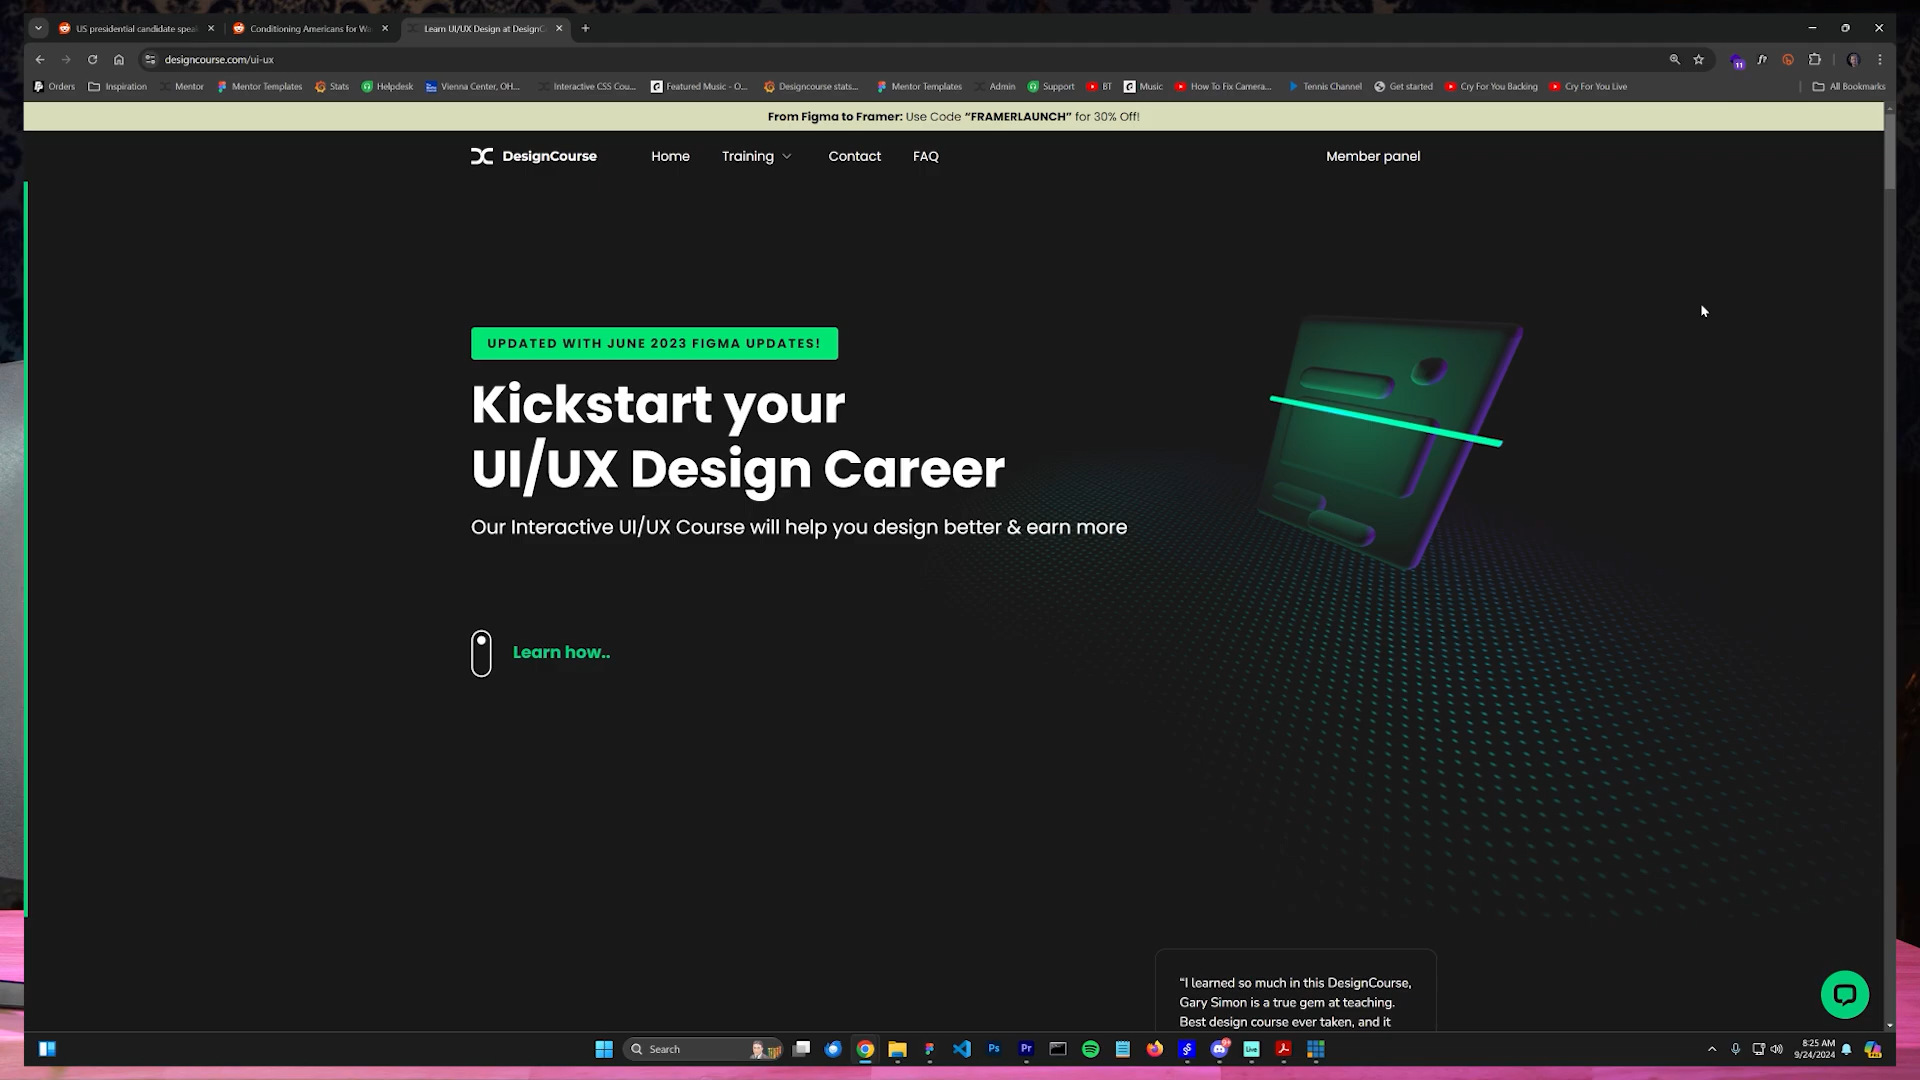 US presidential candidate spea
Conditioning Americans for Wa
Learn UI/UX Design at DesignC
designcourse.com/ui-ux
11
Orders
Inspiration
Mentor
Mentor Templates
Stats
Helpdesk
Vienna Center, OH...
Interactive CSS Cou...
Featured Music - O...
Designcourse stats...
Mentor Templates
Admin
Support
BT
Music
How To Fix Camera...
Tennis Channel
Get started
Cry For You Backing
Cry For You Live
All Bookmarks
From Figma to Framer: Use Code “FRAMERLAUNCH” for 30% Off!
DesignCourse
Home
Training
Contact
FAQ
Member panel
UPDATED WITH JUNE 2023 FIGMA UPDATES!
Kickstart your
UI/UX Design Career
Our Interactive UI/UX Course will help you design better & earn more
Learn how..
“I learned so much in this DesignCourse,
Gary Simon is a true gem at teaching.
Best design course ever taken, and it
Search
Ps
Pr
Live
8:25 AM
9/24/2024